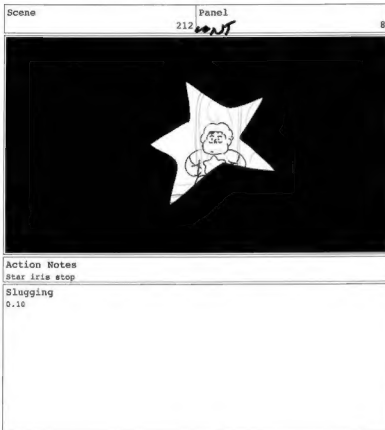 Scene
Panel
212
CONT
Action Notes
Star iris stop
Slugging
0.10